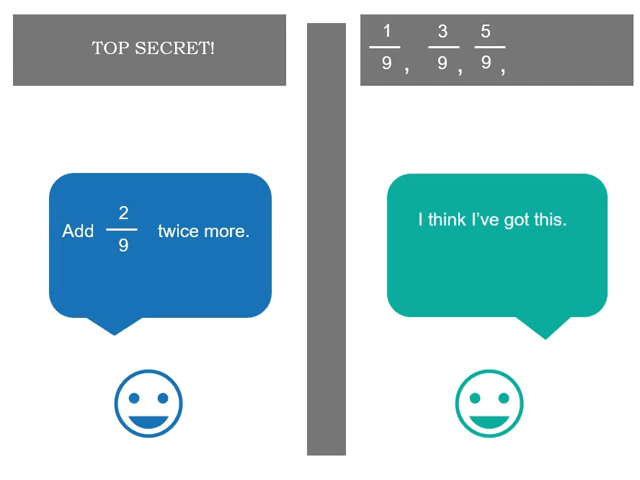 TOP SECRET!
1/9, 3/9, 5/9,
Add 2/9 twice more.
I think I’ve got this.